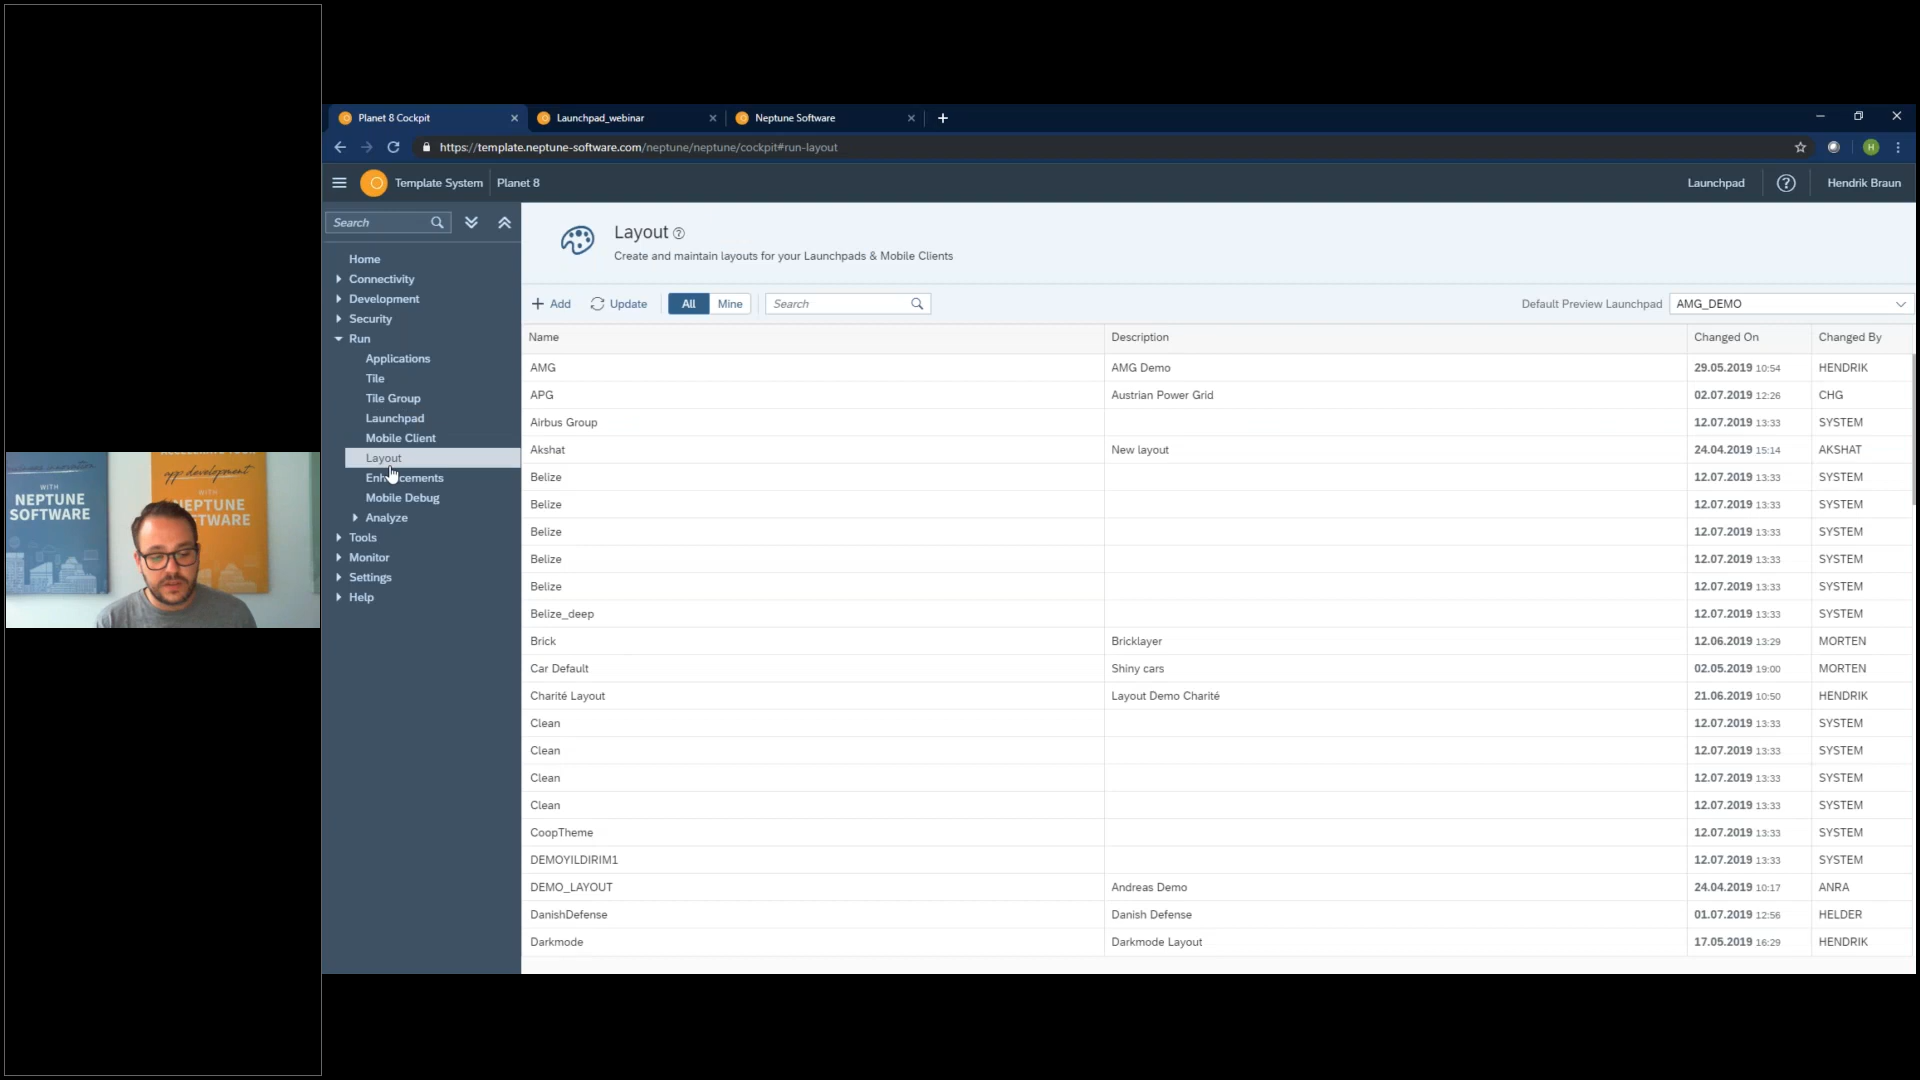 Planet 8 Cockpit
Launchpad_webinar
Neptune Software
https://template.neptune-software.com/neptune/neptune/cockpit#run-layout
H
Template System
Planet 8
Launchpad
Hendrik Braun
Search
Home
Connectivity
Development
Security
Run
Applications
Tile
Tile Group
Launchpad
Mobile Client
Layout
Mobile Debug
Analyze
Tools
Monitor
Settings
Help
Layout
Create and maintain layouts for your Launchpads & Mobile Clients
Add Update All Mine Search Default Preview Launchpad AMG_DEMO
Name Description Changed On Changed By
AMG AMG Demo 29.05.2019 10:54 HENDRIK
APG Austrian Power Grid 02.07.2019 12:26 CHG
Airbus Group 12.07.2019 13:33 SYSTEM
Akshat New layout 24.04.2019 15:14 AKSHAT
Belize 12.07.2019 13:33 SYSTEM
Belize 12.07.2019 13:33 SYSTEM
Belize 12.07.2019 13:33 SYSTEM
Belize 12.07.2019 13:33 SYSTEM
Belize 12.07.2019 13:33 SYSTEM
Belize_deep 12.07.2019 13:33 SYSTEM
Brick Bricklayer 12.06.2019 13:29 MORTEN
Car Default Shiny cars 02.05.2019 19:00 MORTEN
Charité Layout Layout Demo Charité 21.06.2019 10:50 HENDRIK
Clean 12.07.2019 13:33 SYSTEM
Clean 12.07.2019 13:33 SYSTEM
Clean 12.07.2019 13:33 SYSTEM
Clean 12.07.2019 13:33 SYSTEM
CoopTheme 12.07.2019 13:33 SYSTEM
DEMOYILDIRIM1 12.07.2019 13:33 SYSTEM
DEMO_LAYOUT Andreas Demo 24.04.2019 10:17 ANRA
DanishDefense Danish Defense 01.07.2019 12:56 HELDER
Darkmode Darkmode Layout 17.05.2019 16:29 HENDRIK
WITH
NEPTUNE
SOFTWARE
app development
WITH